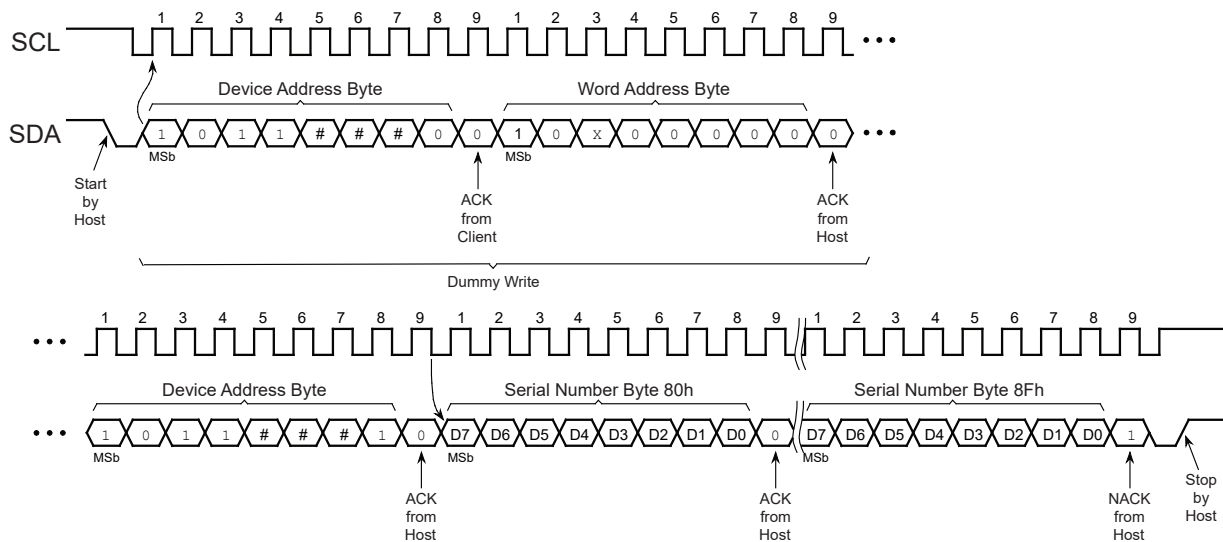 1 2 3 4 5 6 7 8 9 1 2 3 4 5 6 7 8 9
SCL
Device Address Byte Word Address Byte
SDA 1 0 1 1 # # # 0 0 1 0 X 0 0 0 0 0 0 0
MSb MSb
Start
by
Host
ACK
from
Client
ACK
from
Host
Dummy Write
1 2 3 4 5 6 7 8 9 1 2 3 4 5 6 7 8 9 1 2 3 4 5 6 7 8 9
Device Address Byte Serial Number Byte 80h Serial Number Byte 8Fh
1 0 1 1 # # # 1 0 D7 D6 D5 D4 D3 D2 D1 D0 0 D7 D6 D5 D4 D3 D2 D1 D0 1
MSb MSb MSb
ACK
from
Host
ACK
from
Host
NACK
from
Host
Stop
by
Host